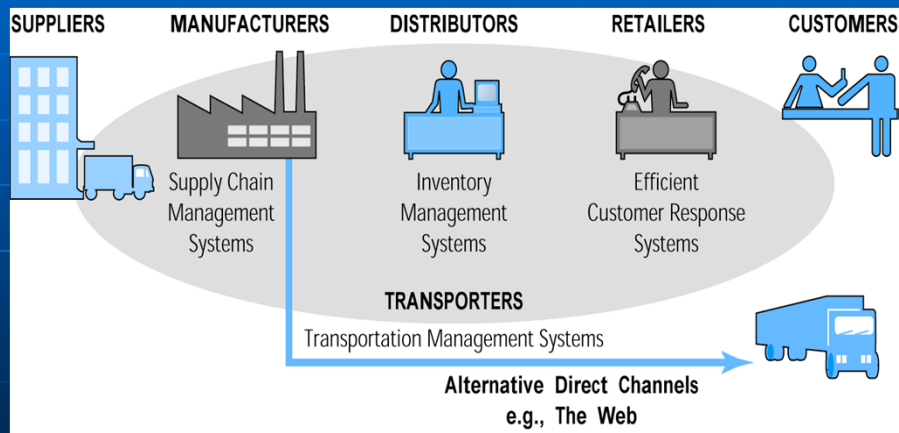 SUPPLIERS
MANUFACTURERS
DISTRIBUTORS
RETAILERS
CUSTOMERS
Supply Chain
Management
Systems
Inventory
Management
Systems
Efficient
Customer Response
Systems
TRANSPORTERS
Transportation Management Systems
Alternative Direct Channels
e.g., The Web